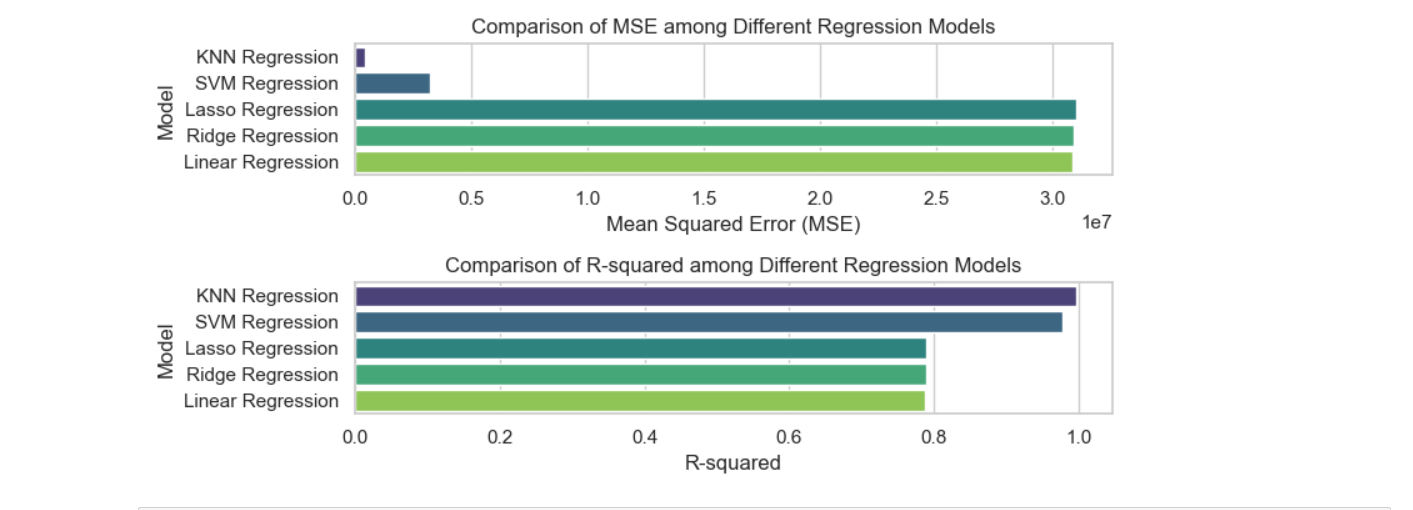 Comparison of MSE among Different Regression Models
KNN Regression
SVM Regression
Lasso Regression
Ridge Regression
Linear Regression
Model
0.0 0.5 1.0 1.5 2.0 2.5 3.0
1e7
Mean Squared Error (MSE)
Comparison of R-squared among Different Regression Models
KNN Regression
SVM Regression
Lasso Regression
Ridge Regression
Linear Regression
Model
0.0 0.2 0.4 0.6 0.8 1.0
R-squared